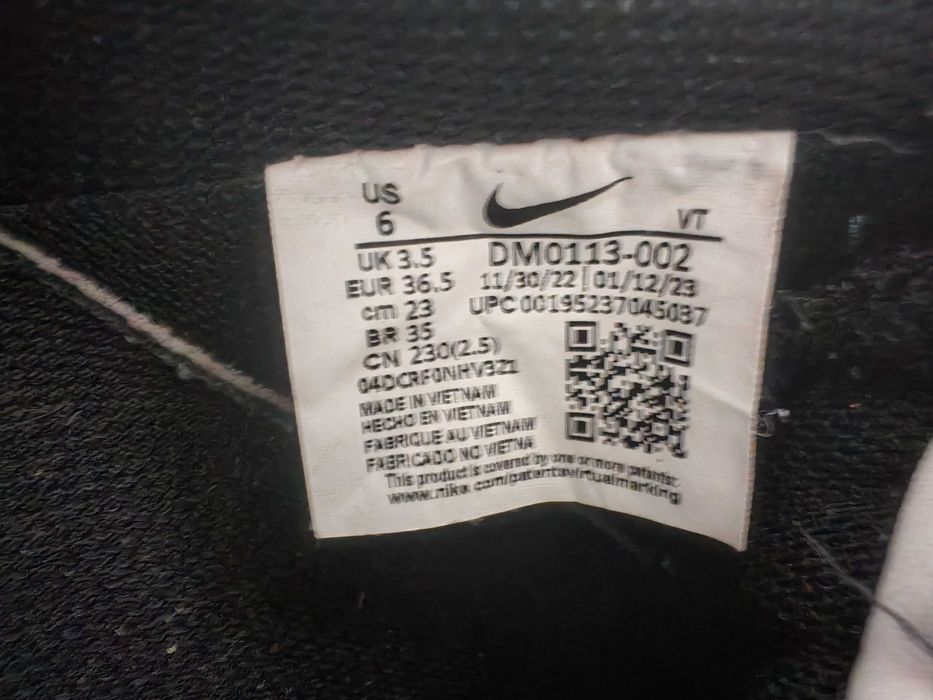 US
6
VT
UK 3.5
EUR 36.5
cm 23
BR 35
CN 230(2.5)
DM0113-002
11/30/22 | 01/12/23
UPC 00195237045037
04DCRF0NHV3Z1
MADE IN VIETNAM
HECHO EN VIETNAM
FABRIQUE AU VIETNAM
FABRICADO NO VIETNA
This product is covered by one or more patents:
www.nike.com/patentsvirtualmarking